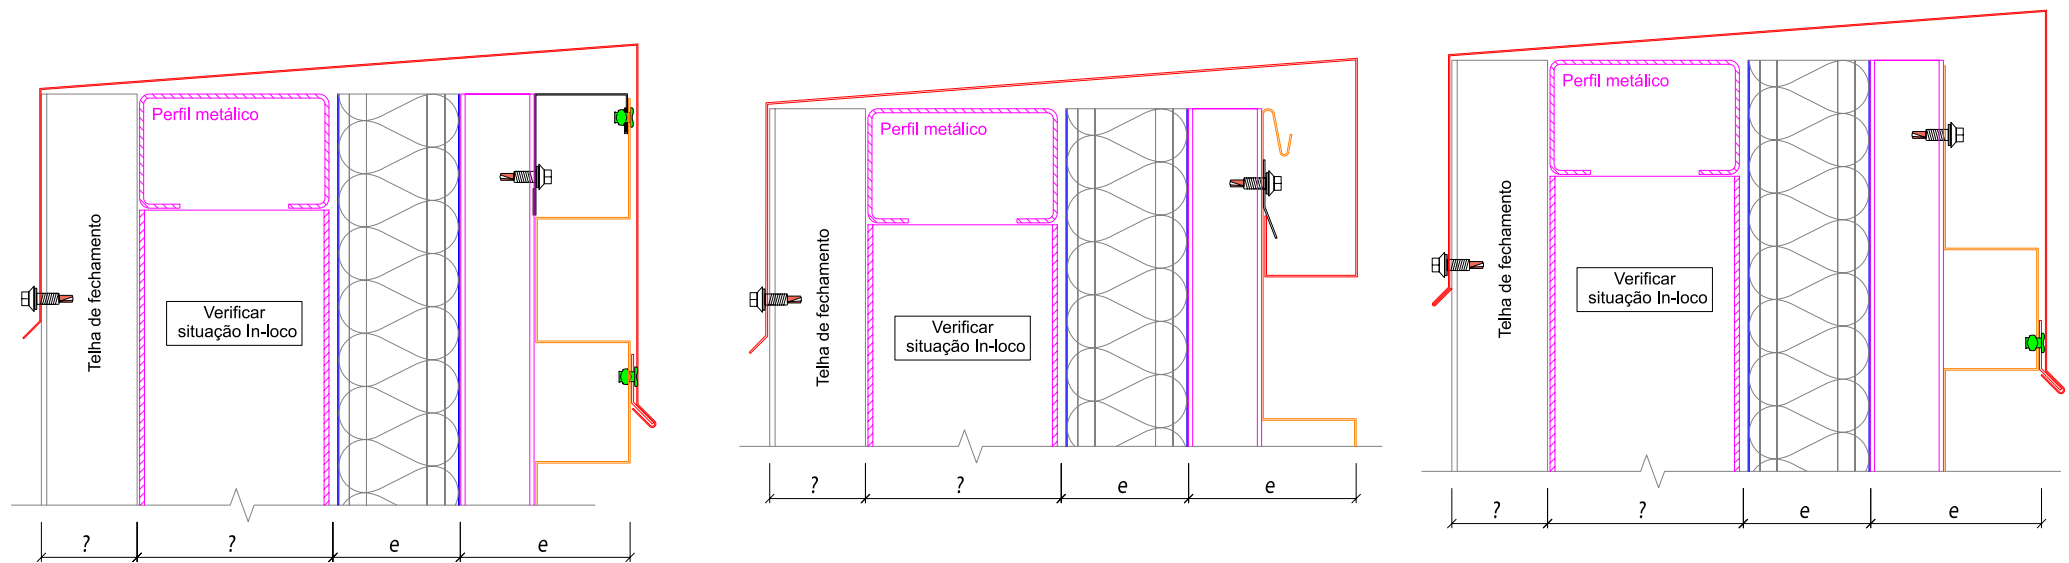 Perfil metálico
Telha de fechamento
Verificar
situação In-loco
? ? e e
Perfil metálico
Telha de fechamento
Verificar
situação In-loco
? ? e e
Perfil metálico
Telha de fechamento
Verificar
situação In-loco
? ? e e